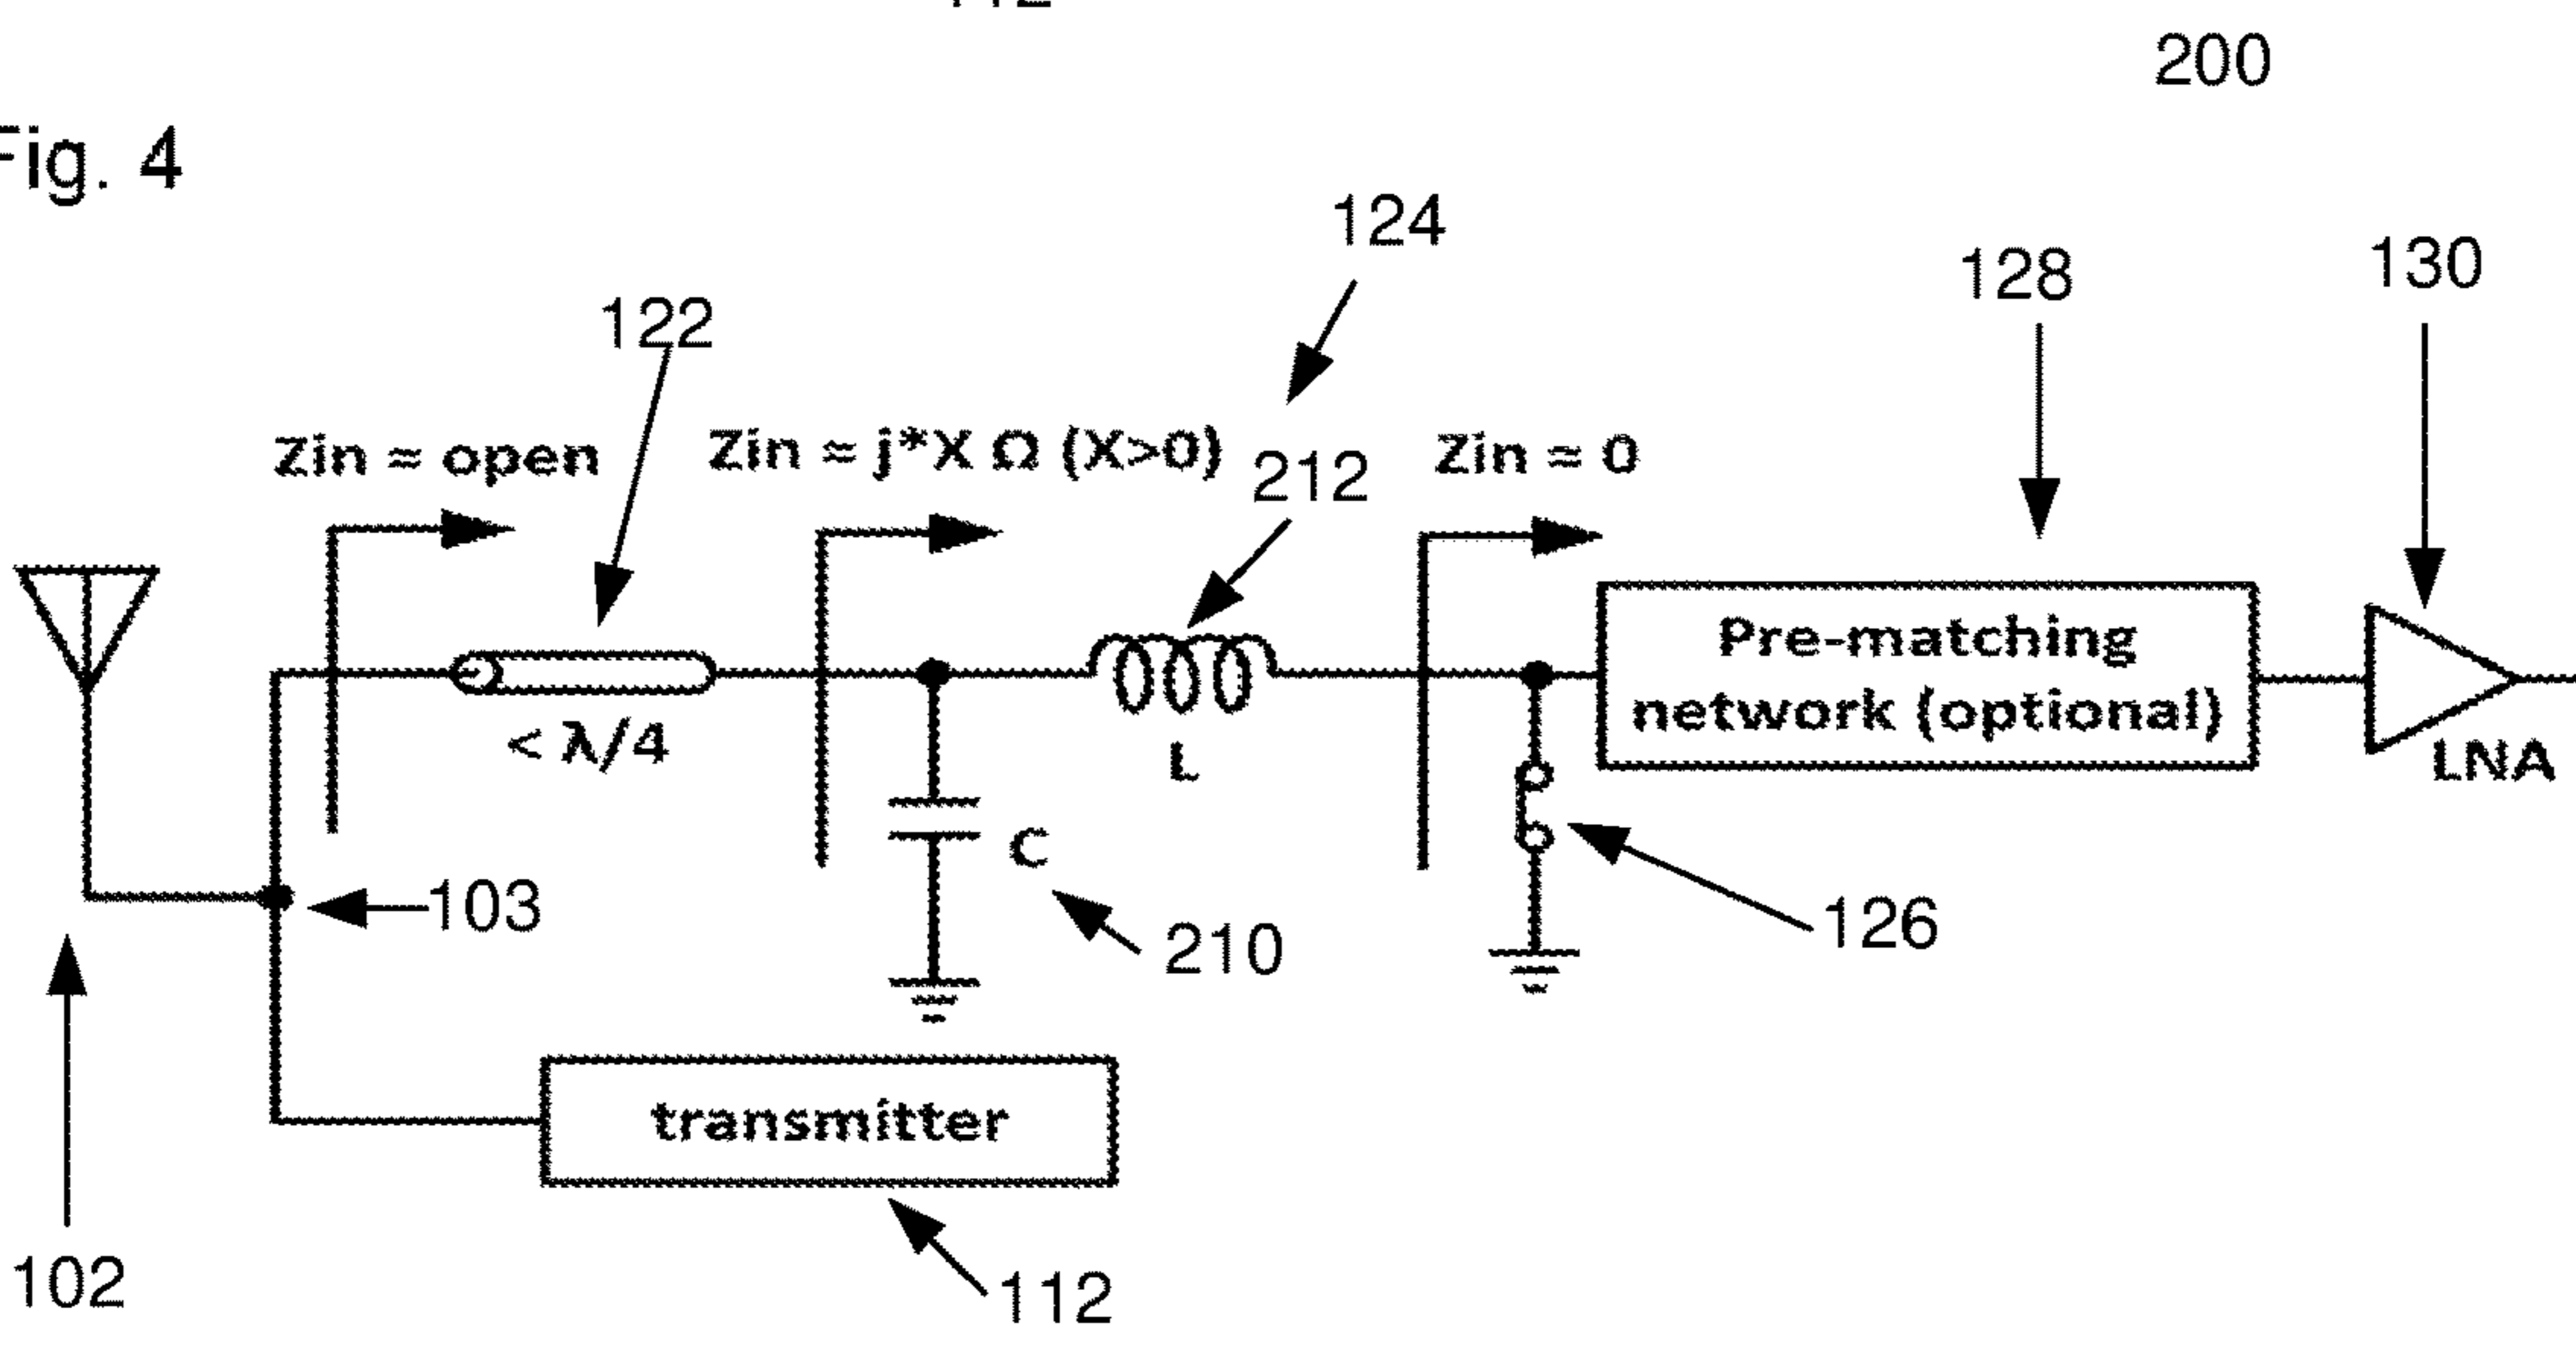 200
Fig. 4
124
128
130
122
Zin = open
Zin = j*X Ω (X>0)
212
Zin = 0
Pre-matching
network (optional)
< λ/4
L
LNA
C
103
210
126
transmitter
102
112